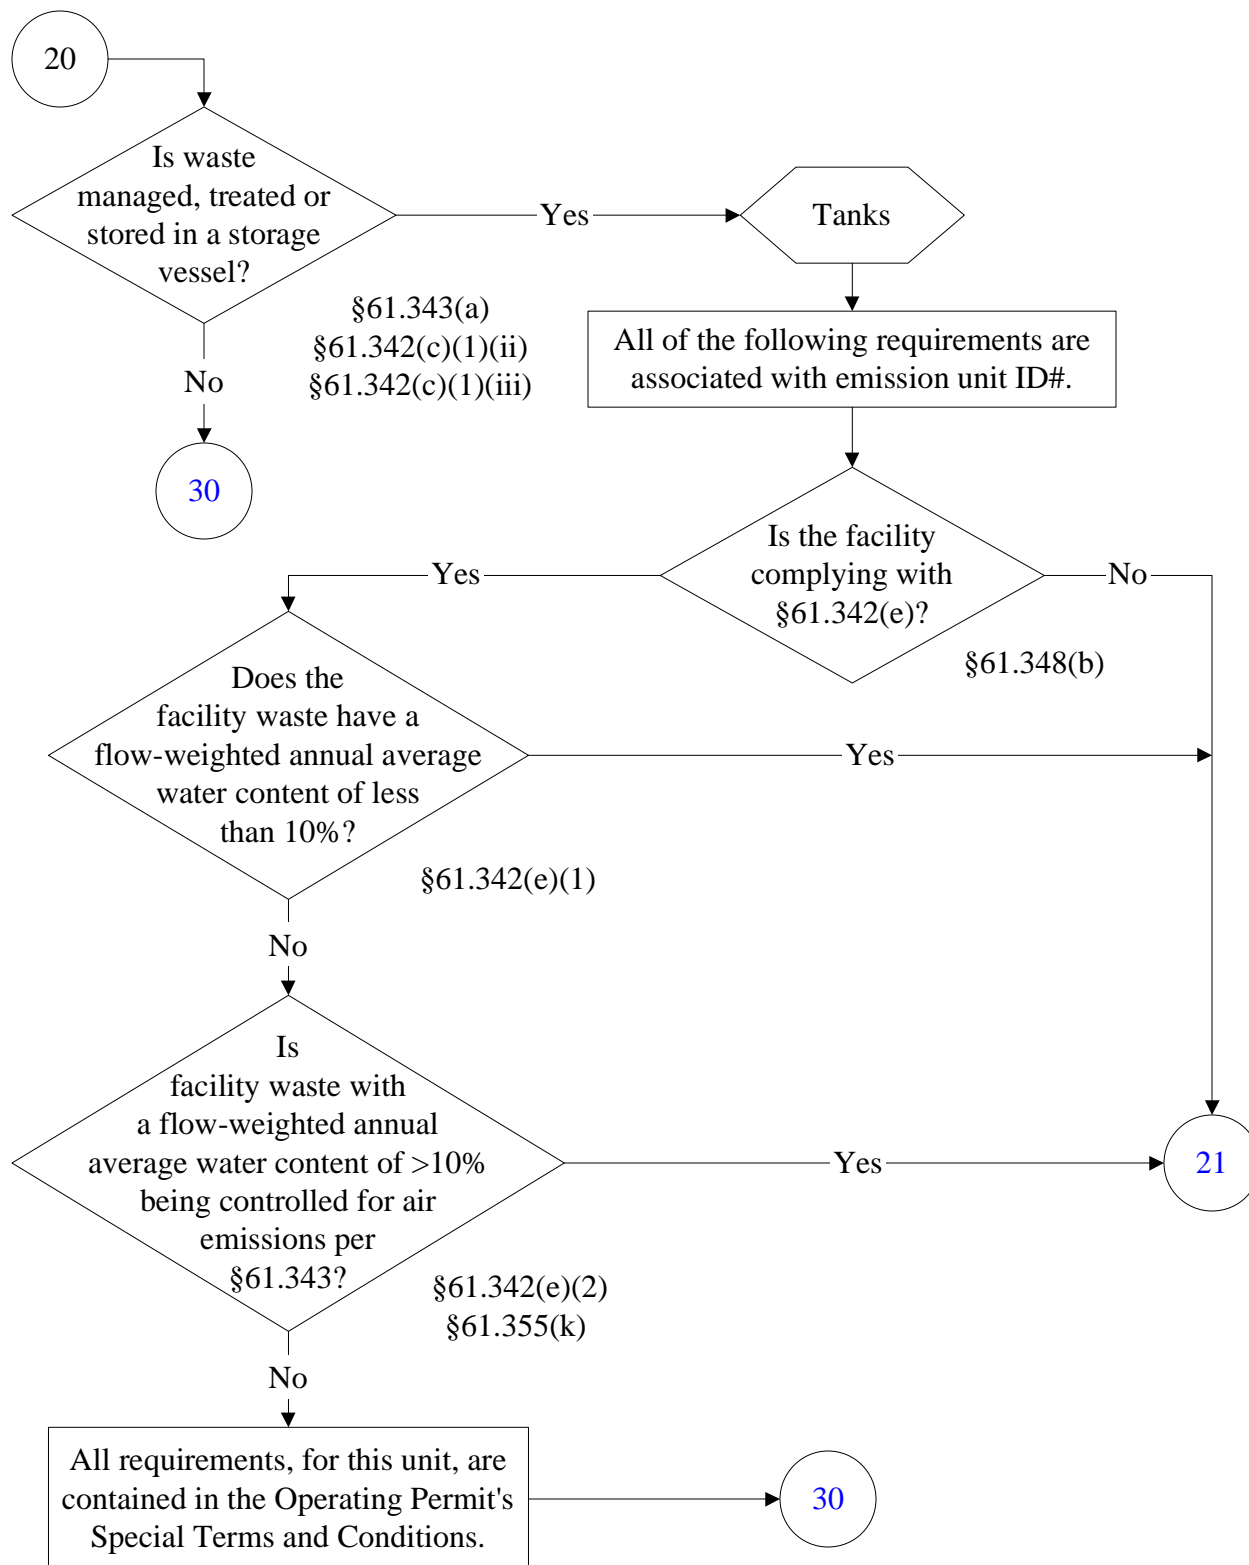 20
Is waste
managed, treated or
stored in a storage
vessel?
Yes
Tanks
§61.343(a)
§61.342(c)(1)(ii)
§61.342(c)(1)(iii)
No
30
All of the following requirements are
associated with emission unit ID#.
Is the facility
complying with
§61.342(e)?
Yes
No
§61.348(b)
Does the
facility waste have a
flow-weighted annual average
water content of less
than 10%?
Yes
§61.342(e)(1)
No
Is
facility waste with
a flow-weighted annual
average water content of >10%
being controlled for air
emissions per
§61.343?
Yes
21
§61.342(e)(2)
§61.355(k)
No
All requirements, for this unit, are
contained in the Operating Permit's
Special Terms and Conditions.
30